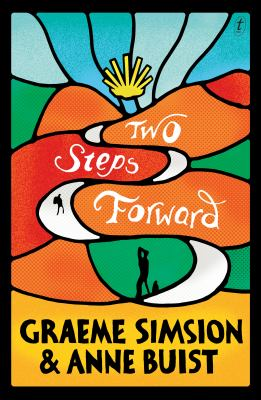 t
Two
Steps
Forward
GRAEME SIMSION
& ANNE BUIST